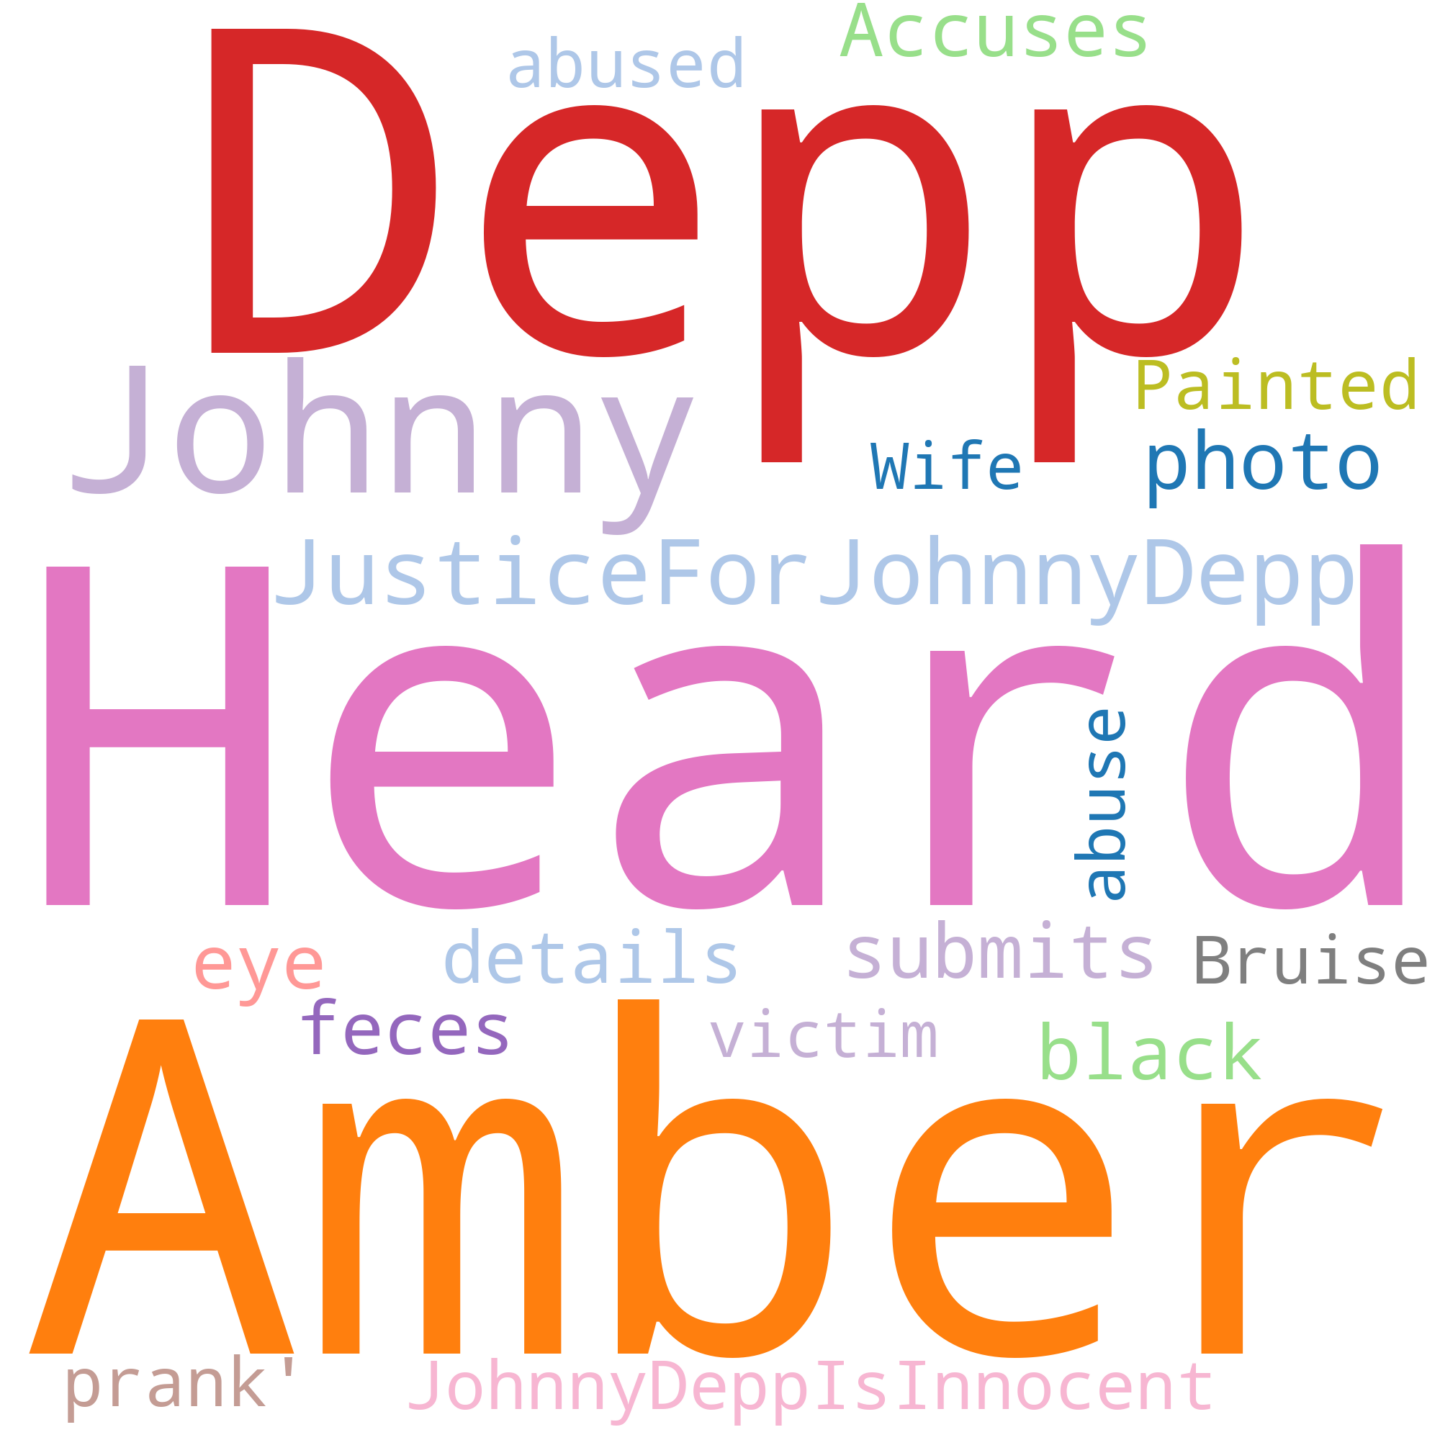 Accuses
abused
Depp
Johnny
Painted
Wife
photo
JusticeForJohnnyDepp
Heard
abuse
eye
details
submits
Bruise
feces
victim
black
Amber
prank'
JohnnyDeppIsInnocent